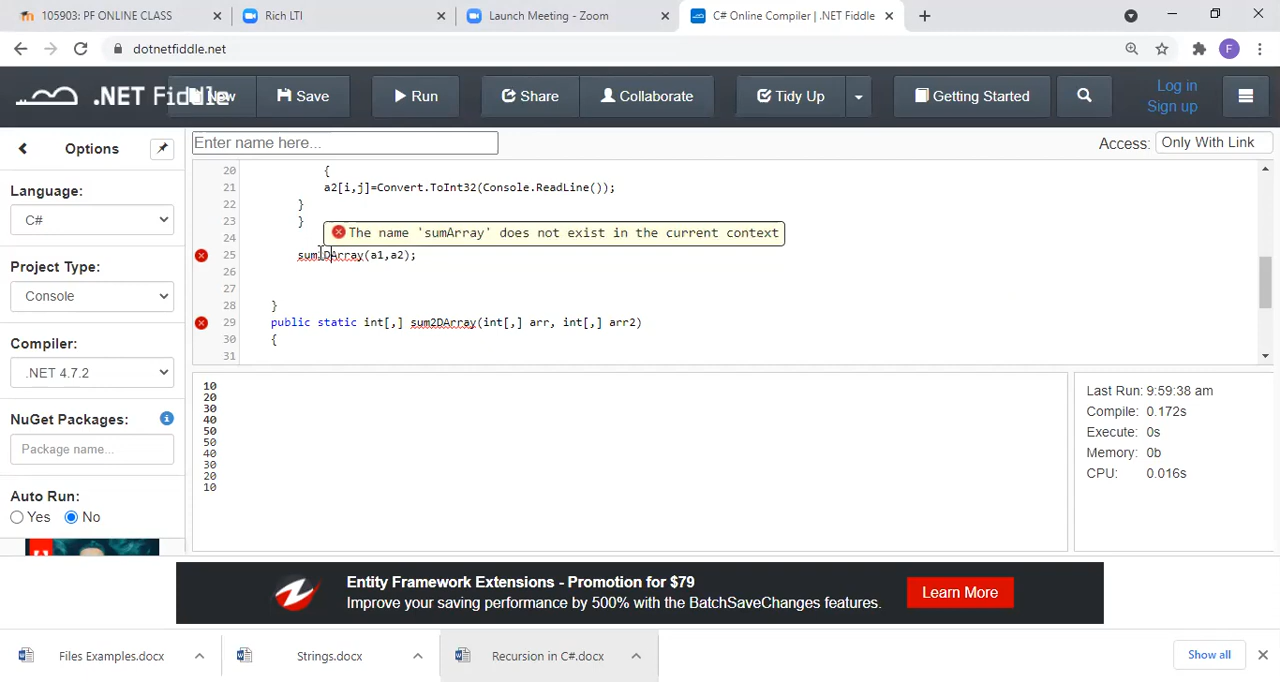 105903: PF ONLINE CLASS
Rich LTI
Launch Meeting - Zoom
C# Online Compiler | .NET Fiddle
dotnetfiddle.net
F
.NET Fiddle
New
Save
Run
Share
Collaborate
Tidy Up
Getting Started
Log in
Sign up
Options
Enter name here...
Access:
Only With Link
Language:
C#
Project Type:
Console
Compiler:
.NET 4.7.2
NuGet Packages:
Package name...
Auto Run:
Yes
No
20 {
21 a2[i,j]=Convert.ToInt32(Console.ReadLine());
22 }
23 }
The name 'sumArray' does not exist in the current context
24
25 sum2DArray(a1,a2);
26
27
28 }
29 public static int[,] sum2DArray(int[,] arr, int[,] arr2)
30 {
31
10
20
30
40
50
50
40
30
20
10
Last Run: 9:59:38 am
Compile: 0.172s
Execute: 0s
Memory: 0b
CPU: 0.016s
Entity Framework Extensions - Promotion for $79
Improve your saving performance by 500% with the BatchSaveChanges features.
Learn More
Files Examples.docx
Strings.docx
Recursion in C#.docx
Show all